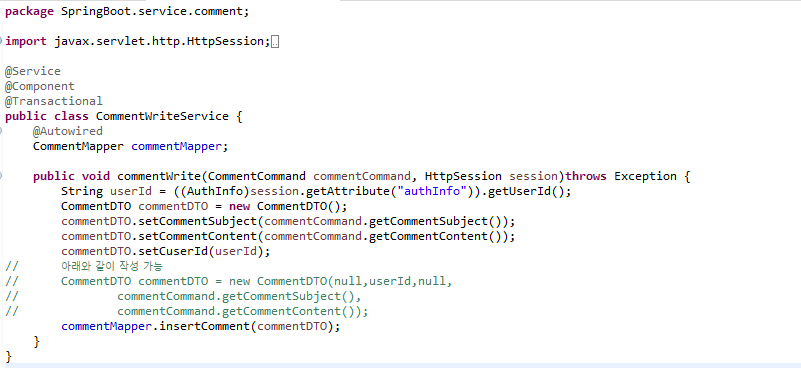 package SpringBoot.service.comment;
import javax.servlet.http.HttpSession;
@Service
@Component
@Transactional
public class CommentWriteService {
@Autowired
CommentMapper commentMapper;
public void commentWrite(CommentCommand commentCommand, HttpSession session)throws Exception {
String userId = ((AuthInfo)session.getAttribute("authInfo")).getUserId();
CommentDTO commentDTO = new CommentDTO();
commentDTO.setCommentSubject(commentCommand.getCommentSubject());
commentDTO.setCommentContent(commentCommand.getCommentContent());
commentDTO.setCuserId(userId);
// 아래와 같이 작성 가능
// CommentDTO commentDTO = new CommentDTO(null,userId,null,
// commentCommand.getCommentSubject(),
// commentCommand.getCommentContent());
commentMapper.insertComment(commentDTO);
}
}